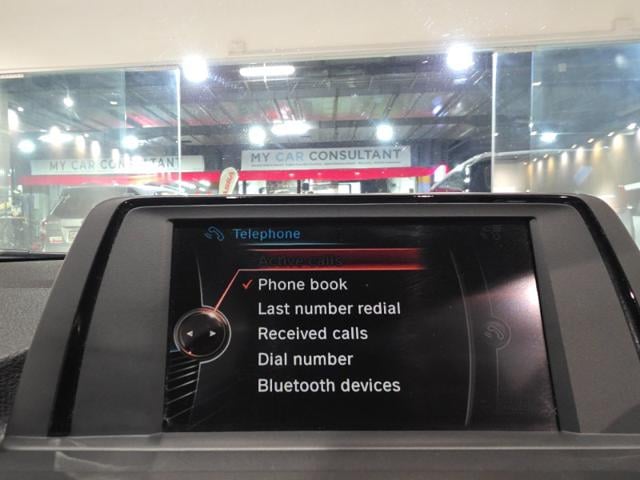 MY CAR CONSULTANT
MY CAR CONSULTANT
Telephone
Active calls
Phone book
Last number redial
Received calls
Dial number
Bluetooth devices